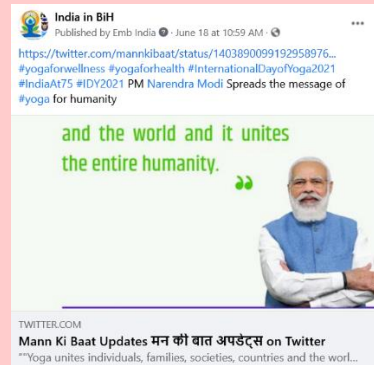 India in BiH
Published by Emb India · June 18 at 10:59 AM ·
https://twitter.com/mannkibaat/status/1403890099192958976...
#yogaforwellness #yogaforhealth #InternationalDayofYoga2021
#IndiaAt75 #IDY2021 PM Narendra Modi Spreads the message of
#yoga for humanity
and the world and it unites
the entire humanity.
”
TWITTER.COM
Mann Ki Baat Updates मन की बात अपडेट्स on Twitter
""Yoga unites individuals, families, societies, countries and the worl...